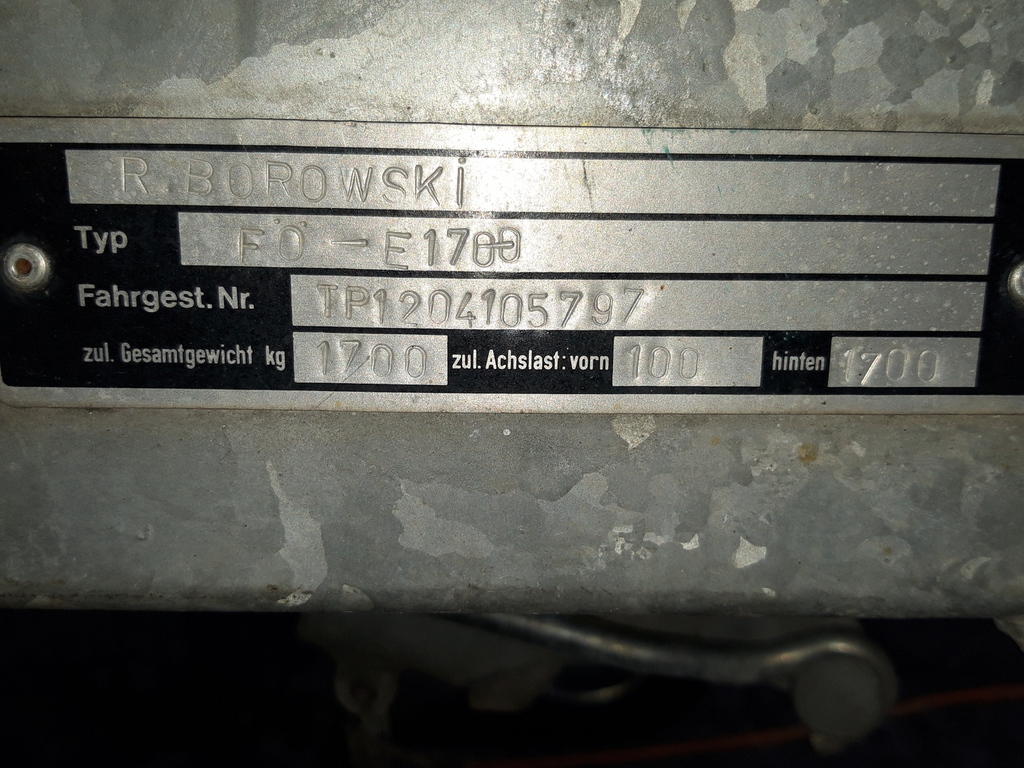 R. BOROWSKi
Typ FO - E1700
Fahrgest. Nr. TP1204105797
zul. Gesamtgewicht kg 1700 zul. Achslast: vorn 100 hinten 1700